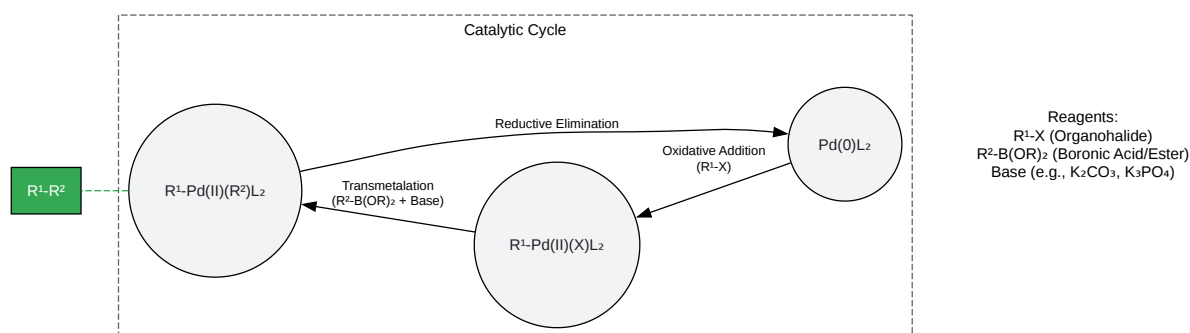 Catalytic Cycle
Reductive Elimination
Pd(0)L₂
Oxidative Addition
(R¹-X)
R¹-R²
R¹-Pd(II)(R²)L₂
Transmetalation
(R²-B(OR)₂ + Base)
R¹-Pd(II)(X)L₂
Reagents:
R¹-X (Organohalide)
R²-B(OR)₂ (Boronic Acid/Ester)
Base (e.g., K₂CO₃, K₃PO₄)